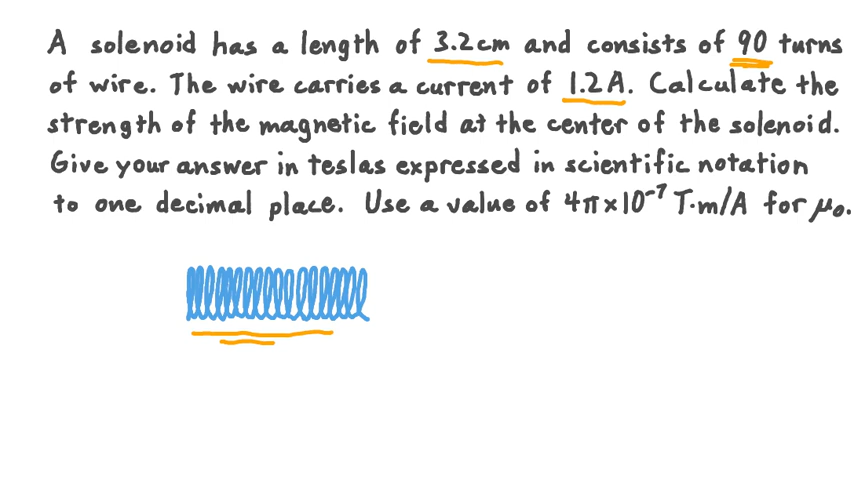 A solenoid has a length of 3.2cm and consists of 90 turns
of wire. The wire carries a current of 1.2A. Calculate the
strength of the magnetic field at the center of the solenoid.
Give your answer in teslas expressed in scientific notation
to one decimal place. Use a value of 4π×10⁻⁷ T·m/A for μ₀.